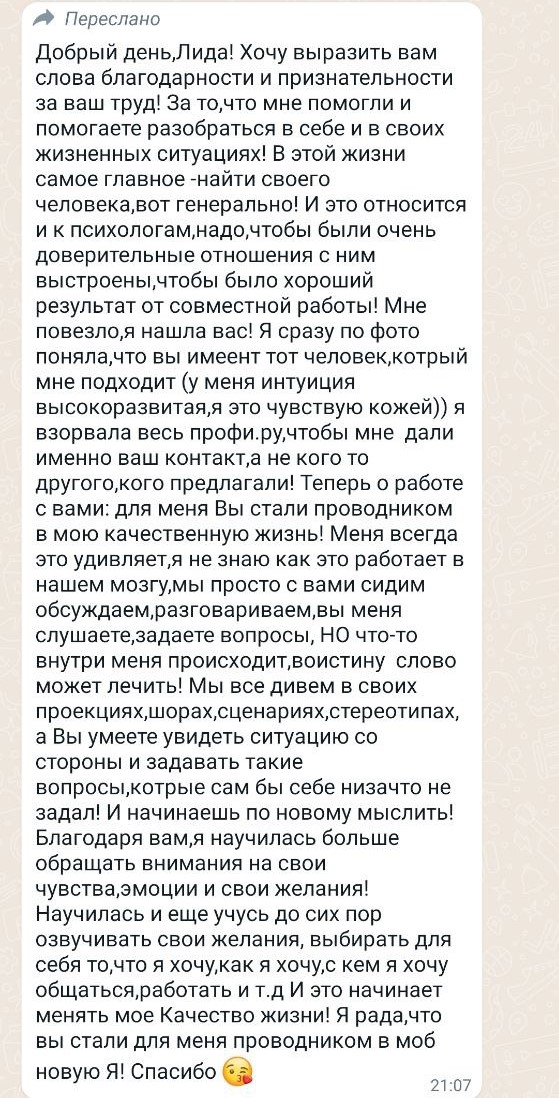 Переслано
Добрый день,Лида! Хочу выразить вам
слова благодарности и признательности
за ваш труд! За то,что мне помогли и
помогаете разобраться в себе и в своих
жизненных ситуациях! В этой жизни
самое главное -найти своего
человека,вот генерально! И это относится
и к психологам,надо,чтобы были очень
доверительные отношения с ним
выстроены,чтобы было хороший
результат от совместной работы! Мне
повезло,я нашла вас! Я сразу по фото
поняла,что вы имеент тот человек,котрый
мне подходит (у меня интуиция
высокоразвитая,я это чувствую кожей)) я
взорвала весь профи.ру,чтобы мне  дали
именно ваш контакт,а не кого то
другого,кого предлагали! Теперь о работе
с вами: для меня Вы стали проводником
в мою качественную жизнь! Меня всегда
это удивляет,я не знаю как это работает в
нашем мозгу,мы просто с вами сидим
обсуждаем,разговариваем,вы меня
слушаете,задаете вопросы, НО что-то
внутри меня происходит,воистину  слово
может лечить! Мы все дивем в своих
проекциях,шорах,сценариях,стереотипах,
а Вы умеете увидеть ситуацию со
стороны и задавать такие
вопросы,котрые сам бы себе низачто не
задал! И начинаешь по новому мыслить!
Благодаря вам,я научилась больше
обращать внимания на свои
чувства,эмоции и свои желания!
Научилась и еще учусь до сих пор
озвучивать свои желания, выбирать для
себя то,что я хочу,как я хочу,с кем я хочу
общаться,работать и т.д И это начинает
менять мое Качество жизни! Я рада,что
вы стали для меня проводником в моб
новую Я! Спасибо 😘
21:07